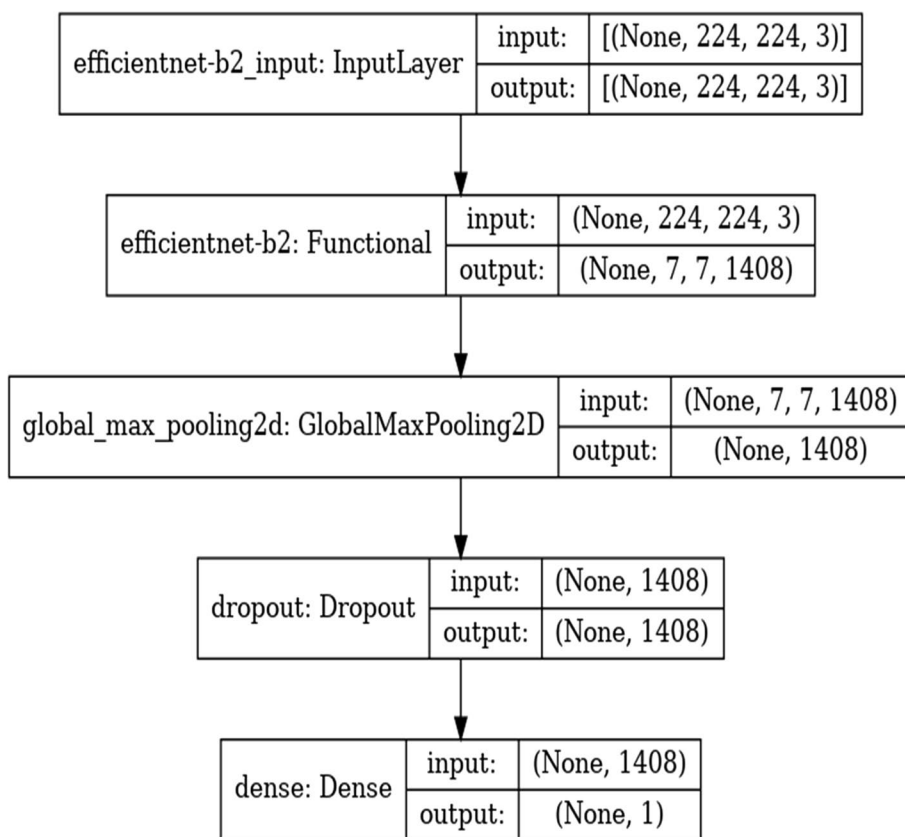 efficientnet-b2_input: InputLayer
input:
[(None, 224, 224, 3)]
output:
[(None, 224, 224, 3)]
efficientnet-b2: Functional
input:
(None, 224, 224, 3)
output:
(None, 7, 7, 1408)
global_max_pooling2d: GlobalMaxPooling2D
input:
(None, 7, 7, 1408)
output:
(None, 1408)
dropout: Dropout
input:
(None, 1408)
output:
(None, 1408)
dense: Dense
input:
(None, 1408)
output:
(None, 1)